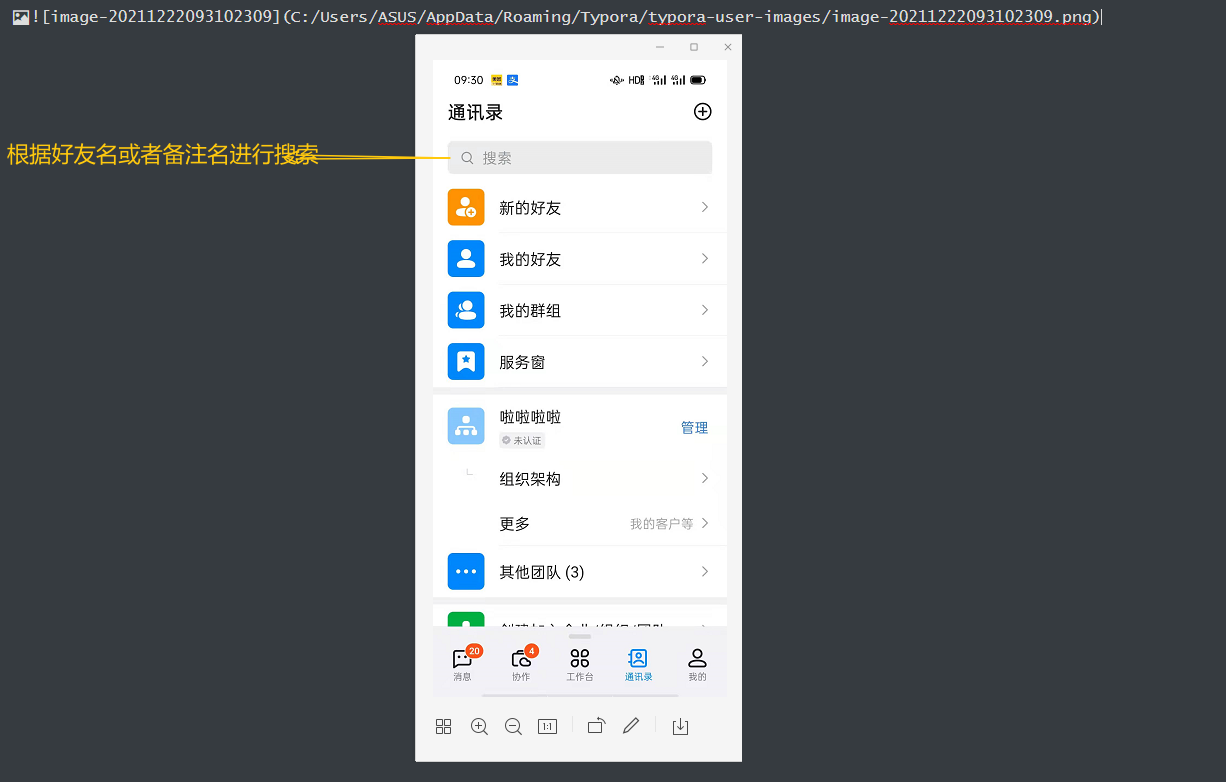 ![image-20211222093102309](C:/Users/ASUS/AppData/Roaming/Typora/typora-user-images/image-20211222093102309.png)
09:30 HD
通讯录
根据好友名或者备注名进行搜索
搜索
新的好友
我的好友
我的群组
服务窗
啦啦啦啦
未认证
管理
组织架构
更多 我的客户等
其他团队 (3)
20
4
消息 协作 工作台 通讯录 我的
1:1